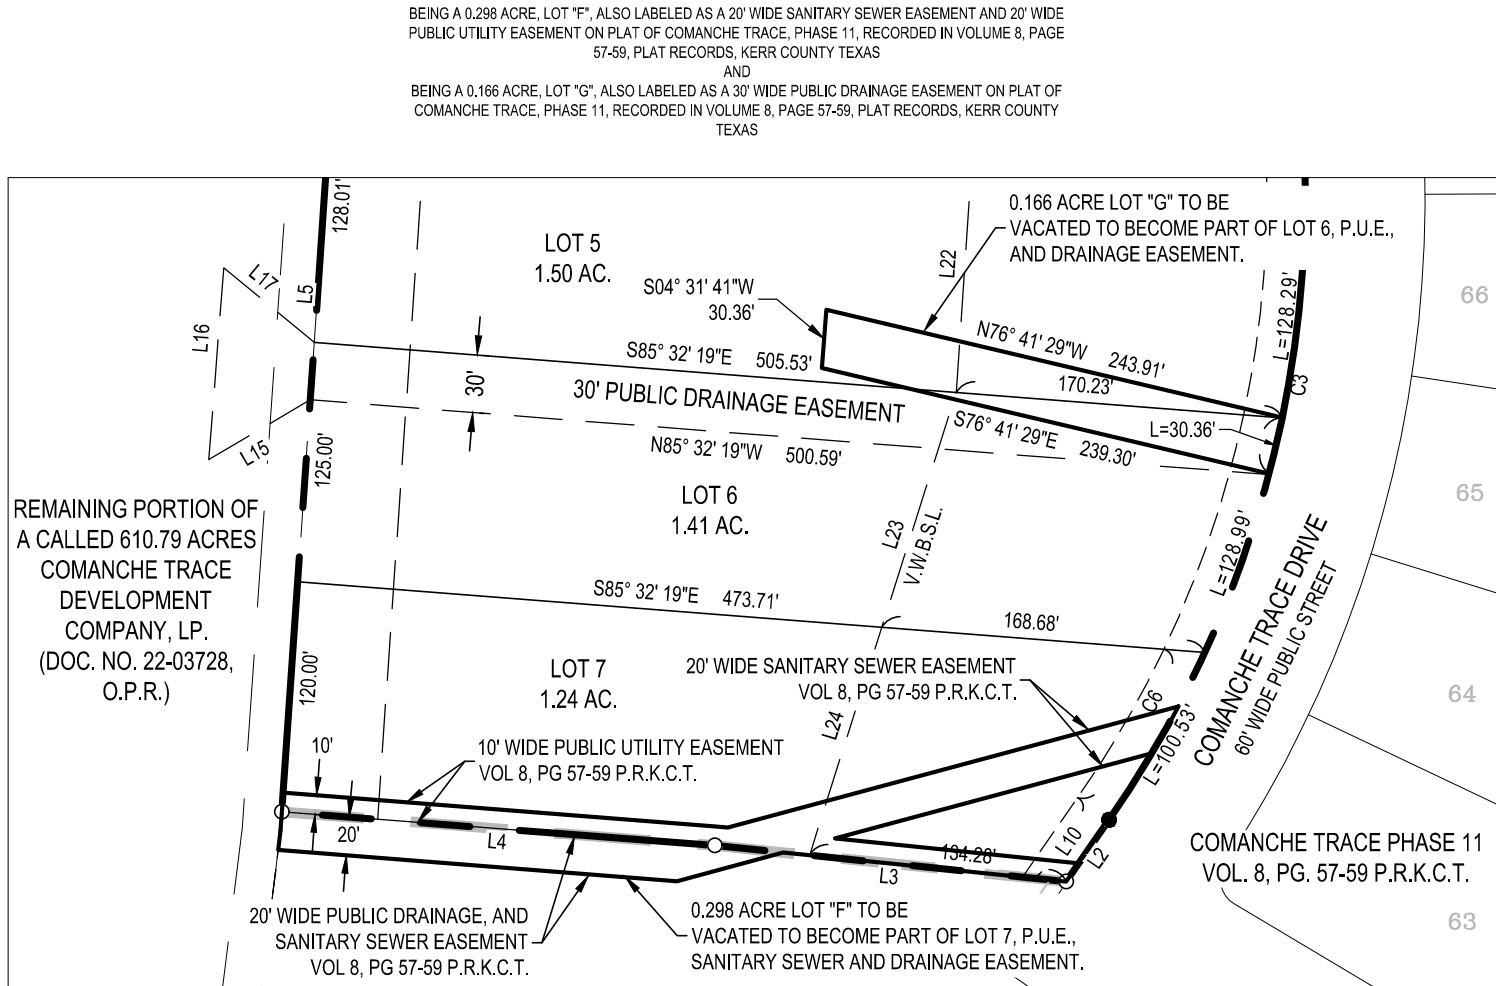 BEING A 0.298 ACRE, LOT "F", ALSO LABELED AS A 20' WIDE SANITARY SEWER EASEMENT AND 20' WIDE
PUBLIC UTILITY EASEMENT ON PLAT OF COMANCHE TRACE, PHASE 11, RECORDED IN VOLUME 8, PAGE
57-59, PLAT RECORDS, KERR COUNTY TEXAS
AND
BEING A 0.166 ACRE, LOT "G", ALSO LABELED AS A 30' WIDE PUBLIC DRAINAGE EASEMENT ON PLAT OF
COMANCHE TRACE, PHASE 11, RECORDED IN VOLUME 8, PAGE 57-59, PLAT RECORDS, KERR COUNTY
TEXAS
128.01'
LOT 5
1.50 AC.
L22
0.166 ACRE LOT "G" TO BE
VACATED TO BECOME PART OF LOT 6, P.U.E.,
AND DRAINAGE EASEMENT.
L17
L5
L16
S04° 31' 41"W
30.36'
L=128.29'
66
N76° 41' 29"W 243.91'
S85° 32' 19"E 505.53'
170.23'
C3
30'
30' PUBLIC DRAINAGE EASEMENT
S76° 41' 29"E 239.30'
L=30.36'
L15
125.00'
N85° 32' 19"W 500.59'
65
REMAINING PORTION OF
A CALLED 610.79 ACRES
COMANCHE TRACE
DEVELOPMENT
COMPANY, LP.
(DOC. NO. 22-03728,
O.P.R.)
LOT 6
1.41 AC.
L23
V.W.B.S.L.
L=128.99'
COMANCHE TRACE DRIVE
60' WIDE PUBLIC STREET
S85° 32' 19"E 473.71'
168.68'
120.00'
LOT 7
1.24 AC.
20' WIDE SANITARY SEWER EASEMENT
VOL 8, PG 57-59 P.R.K.C.T.
64
L24
C6
L=100.53'
10'
10' WIDE PUBLIC UTILITY EASEMENT
VOL 8, PG 57-59 P.R.K.C.T.
20'
L4
L10
L2
134.28'
L3
COMANCHE TRACE PHASE 11
VOL. 8, PG. 57-59 P.R.K.C.T.
63
20' WIDE PUBLIC DRAINAGE, AND
SANITARY SEWER EASEMENT
VOL 8, PG 57-59 P.R.K.C.T.
0.298 ACRE LOT "F" TO BE
VACATED TO BECOME PART OF LOT 7, P.U.E.,
SANITARY SEWER AND DRAINAGE EASEMENT.